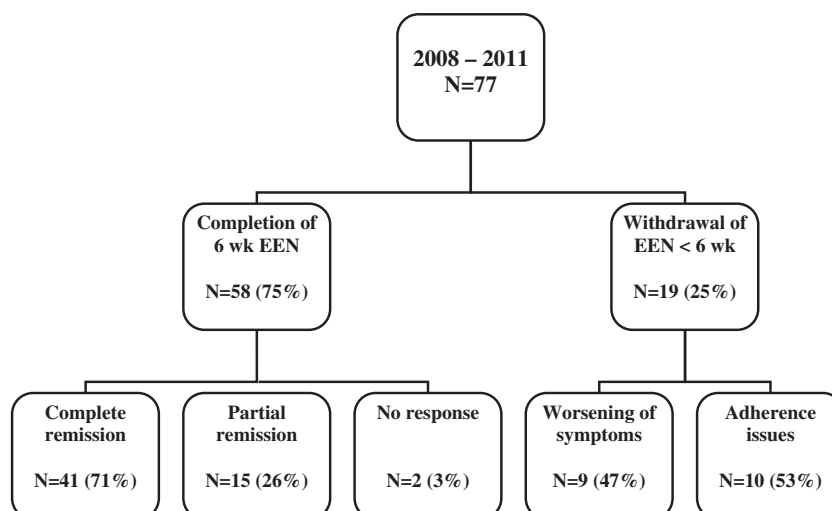 2008 – 2011
N=77
Completion of
6 wk EEN
N=58 (75%)
Withdrawal of
EEN < 6 wk
N=19 (25%)
Complete
remission
N=41 (71%)
Partial
remission
N=15 (26%)
No response
N=2 (3%)
Worsening of
symptoms
N=9 (47%)
Adherence
issues
N=10 (53%)